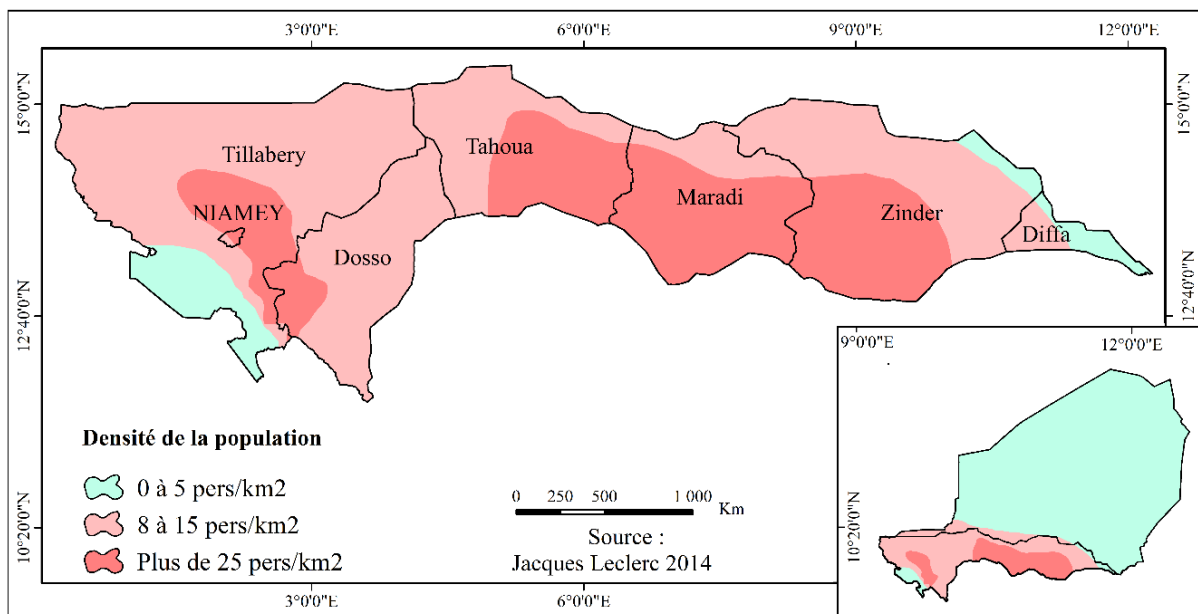 3°0'0"E 6°0'0"E 9°0'0"E 12°0'0"E
15°0'0"N
15°0'0"N
Tillabery
Tahoua
NIAMEY
Maradi
Zinder
Dosso
Diffa
12°40'0"N
12°40'0"N
Densité de la population
0 à 5 pers/km2
8 à 15 pers/km2
Plus de 25 pers/km2
0 250 500 1 000
Km
Source :
Jacques Leclerc 2014
10°20'0"N
3°0'0"E 6°0'0"E
9°0'0"E 12°0'0"E
10°20'0"N